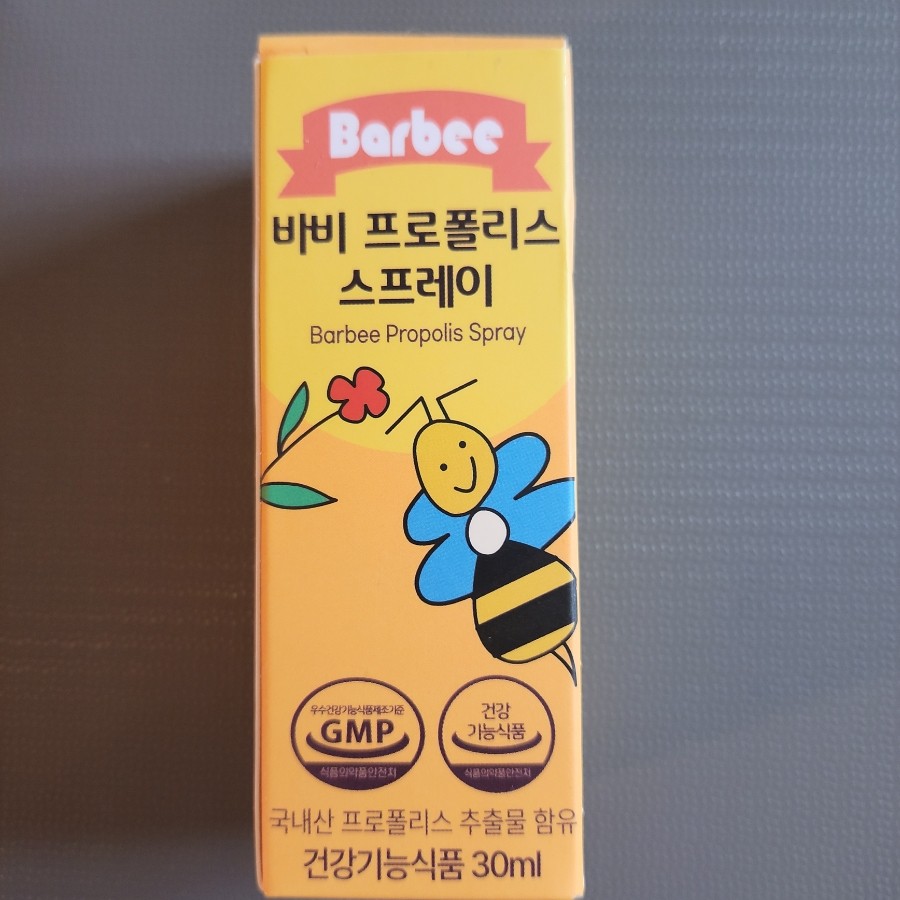 Barbee
바비 프로폴리스
스프레이
Barbee Propolis Spray
우수건강기능식품제조기준
GMP
식품의약품안전처
건강
기능식품
식품의약품안전처
국내산 프로폴리스 추출물 함유
건강기능식품 30ml